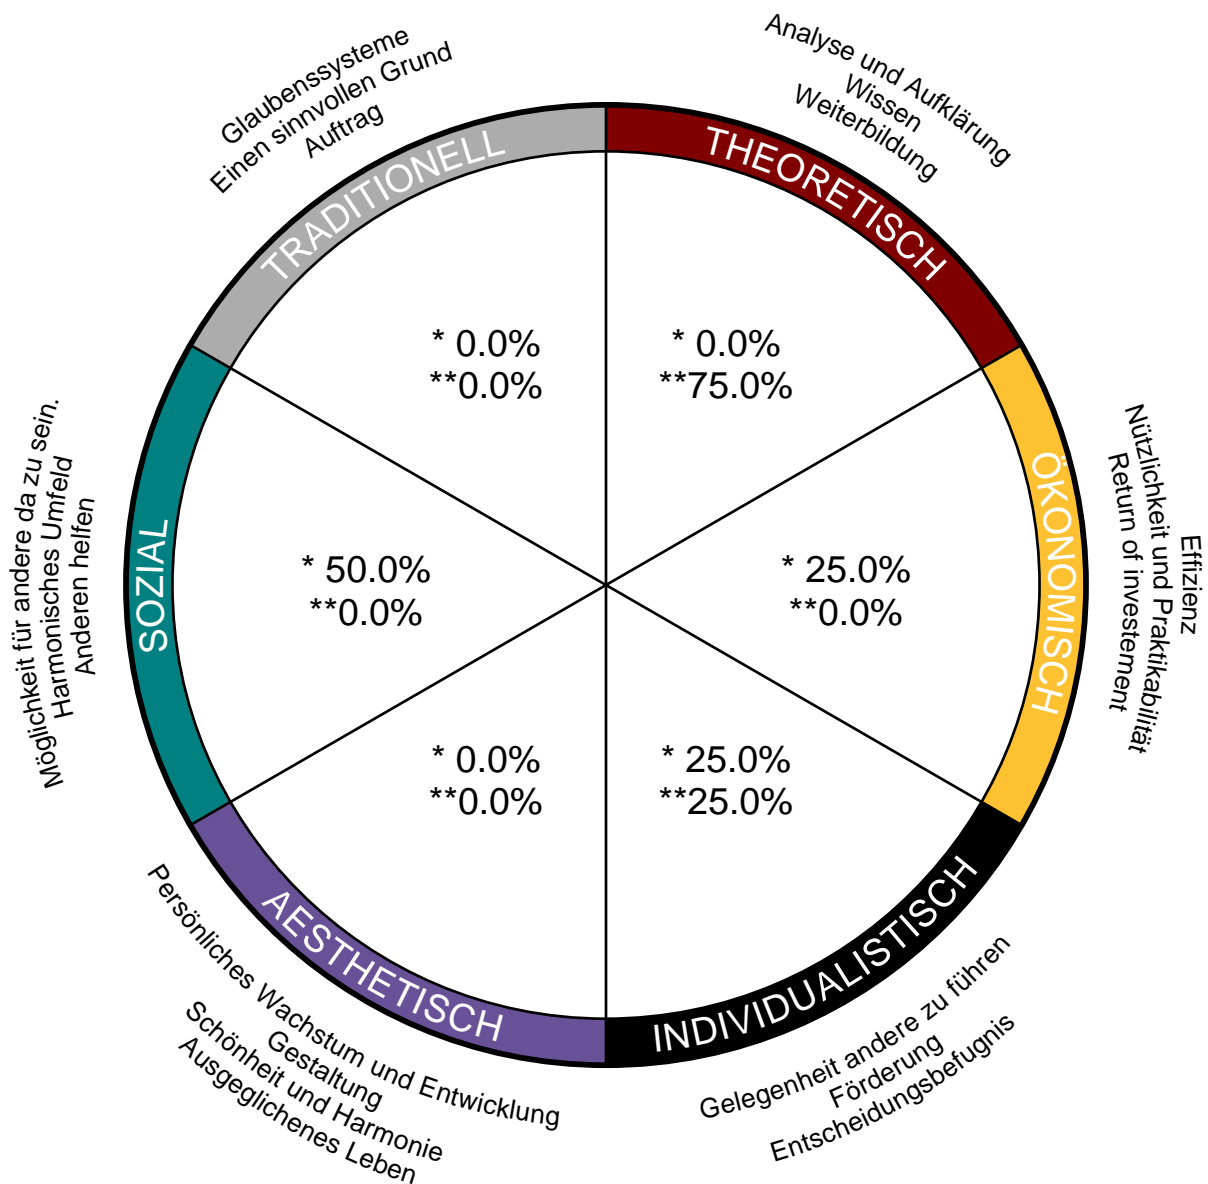 Glaubenssysteme
Einen sinnvollen Grund
Auftrag
TRADITIONELL
Analyse und Aufklärung
Wissen
Weiterbildung
THEORETISCH
* 0.0%
**0.0%
* 0.0%
**75.0%
Möglichkeit für andere da zu sein.
Harmonisches Umfeld
Anderen helfen
SOZIAL
* 50.0%
**0.0%
* 25.0%
**0.0%
ÖKONOMISCH
Effizienz
Nützlichkeit und Praktikabilität
Return of investement
* 0.0%
**0.0%
* 25.0%
**25.0%
AESTHETISCH
Persönliches Wachstum und Entwicklung
Gestaltung
Schönheit und Harmonie
Ausgeglichenes Leben
INDIVIDUALISTISCH
Gelegenheit andere zu führen
Förderung
Entscheidungsbefugnis